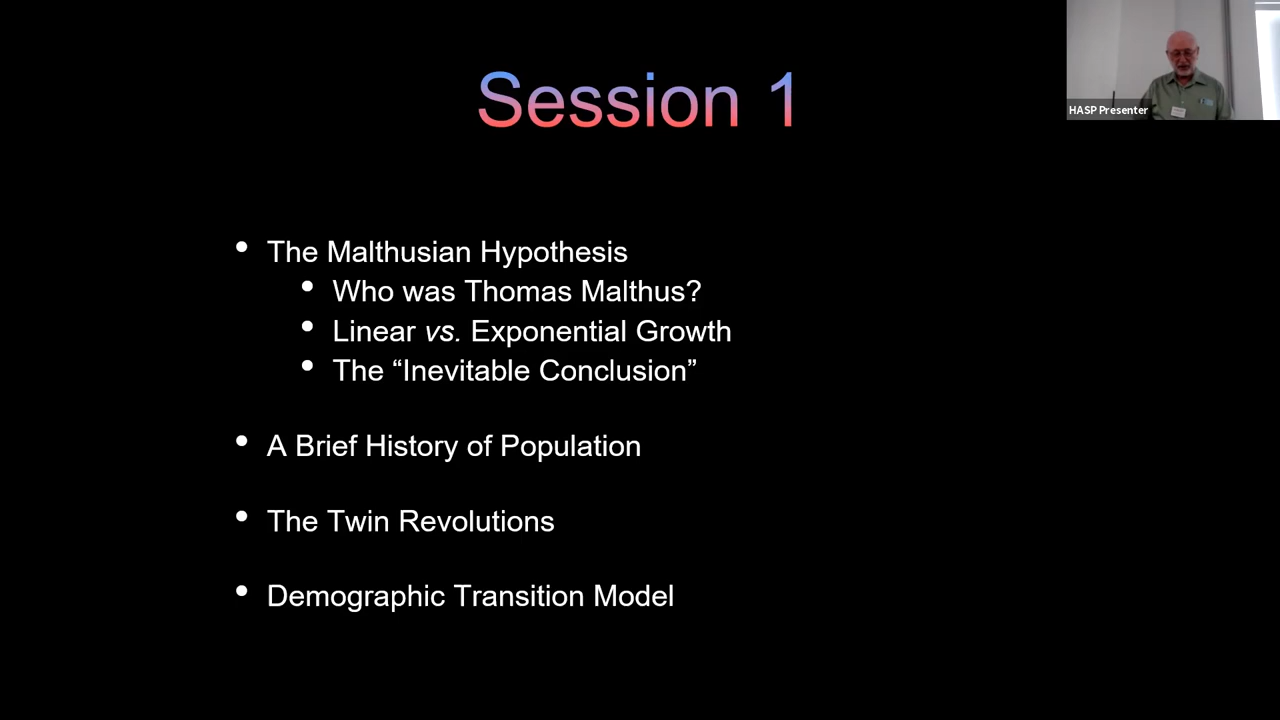 Session 1
HASP Presenter
• The Malthusian Hypothesis
• Who was Thomas Malthus?
• Linear vs. Exponential Growth
• The “Inevitable Conclusion”
• A Brief History of Population
• The Twin Revolutions
• Demographic Transition Model